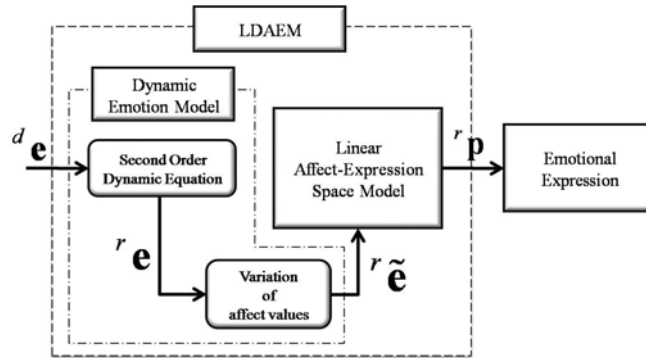 LDAEM
Dynamic
Emotion Model
d e
Second Order
Dynamic Equation
Linear
Affect-Expression
Space Model
r p
Emotional
Expression
r e
Variation
of
affect values
r ẽ